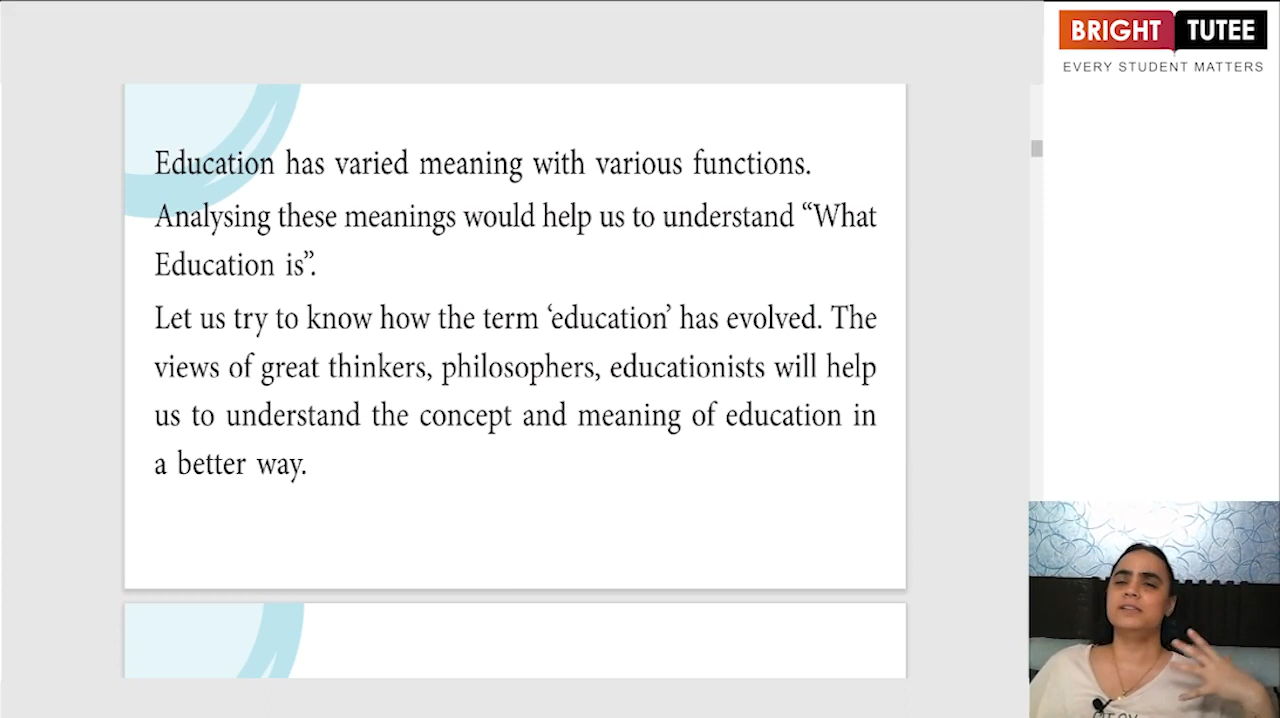 BRIGHT TUTEE
EVERY STUDENT MATTERS
Education has varied meaning with various functions.
Analysing these meanings would help us to understand “What
Education is”.
Let us try to know how the term ‘education’ has evolved. The
views of great thinkers, philosophers, educationists will help
us to understand the concept and meaning of education in
a better way.